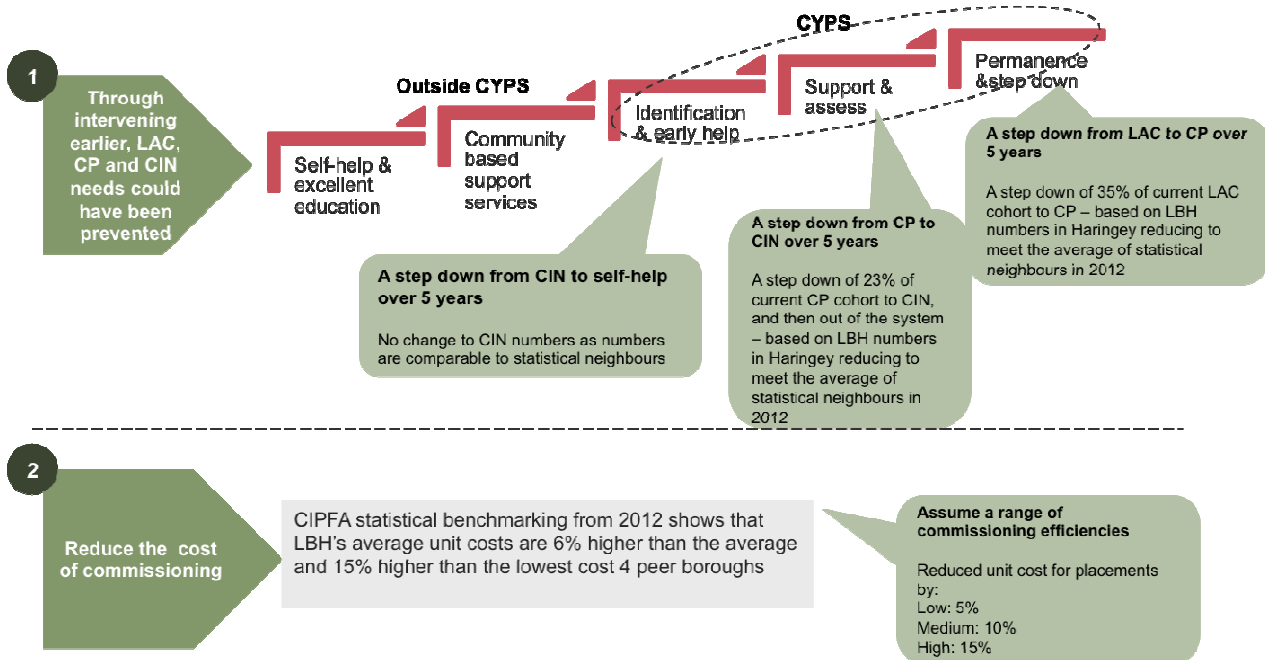 1
Through
intervening
earlier, LAC,
CP and CIN
needs could
have been
prevented
Outside CYPS
CYPS
Self-help &
excellent
education
Community
based
support
services
Identification
& early help
Support &
assess
Permanence
&step down
A step down from CIN to self-help
over 5 years
No change to CIN numbers as numbers
are comparable to statistical neighbours
A step down from CP to
CIN over 5 years
A step down of 23% of
current CP cohort to CIN,
and then out of the system
– based on LBH numbers
in Haringey reducing to
meet the average of
statistical neighbours in
2012
A step down from LAC to CP over
5 years
A step down of 35% of current LAC
cohort to CP – based on LBH
numbers in Haringey reducing to
meet the average of statistical
neighbours in 2012
2
Reduce the cost
of commissioning
CIPFA statistical benchmarking from 2012 shows that
LBH's average unit costs are 6% higher than the average
and 15% higher than the lowest cost 4 peer boroughs
Assume a range of
commissioning efficiencies
Reduced unit cost for placements
by:
Low: 5%
Medium: 10%
High: 15%